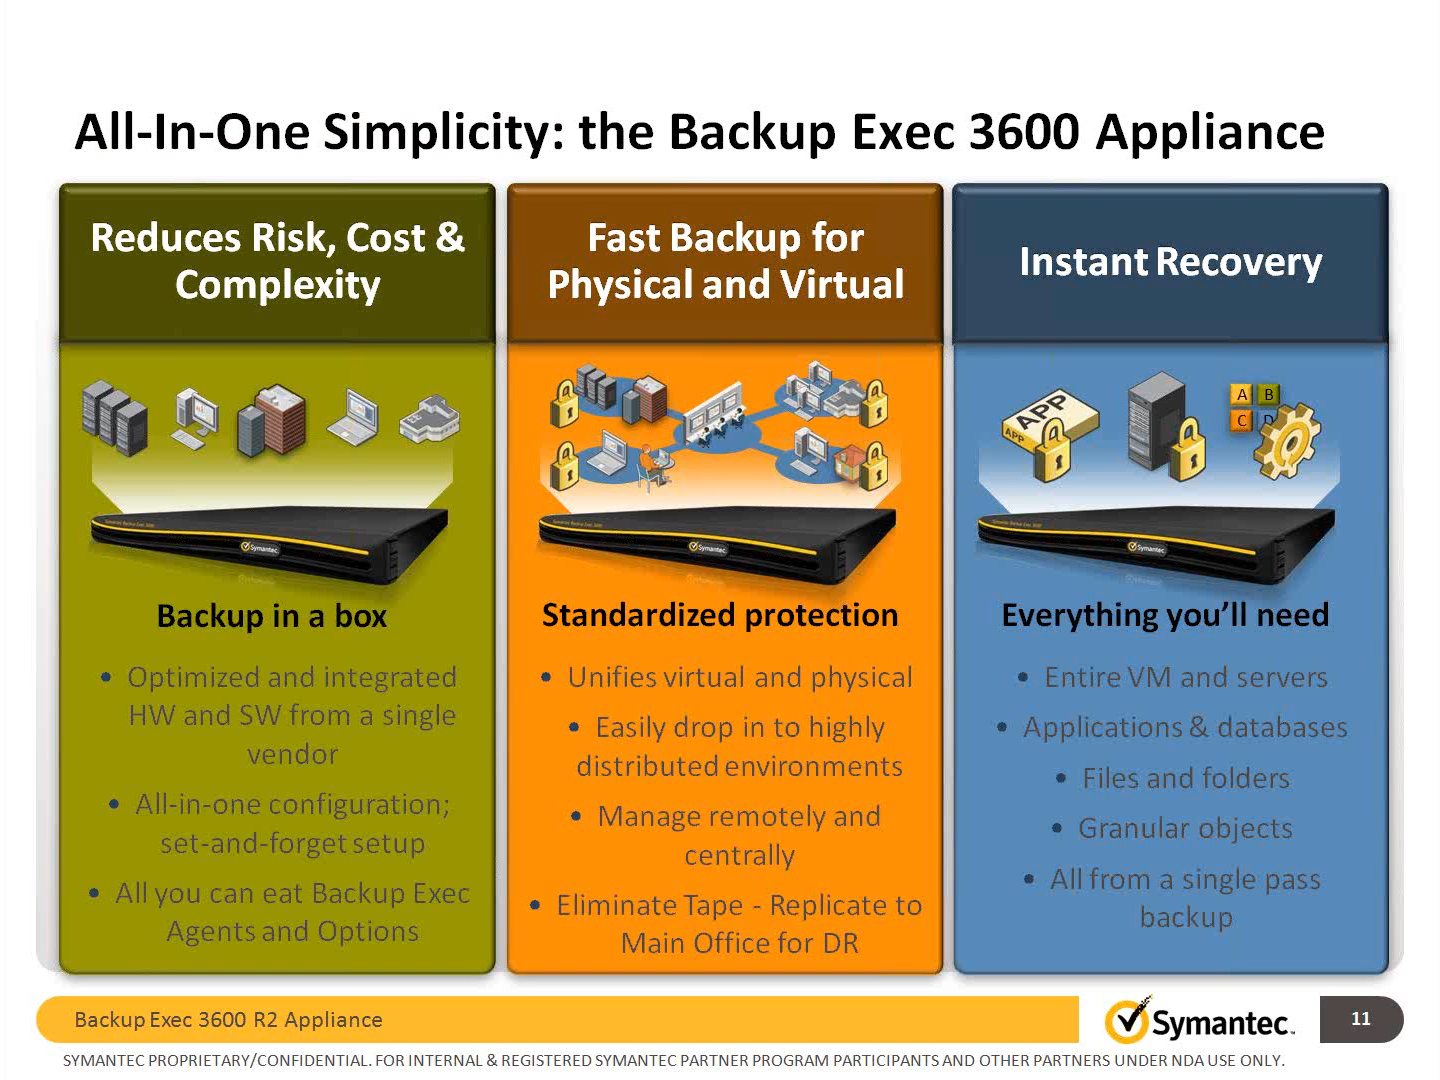 All-In-One Simplicity: the Backup Exec 3600 Appliance
Reduces Risk, Cost &
Complexity
Backup in a box
• Optimized and integrated
HW and SW from a single
vendor
• All-in-one configuration;
set-and-forget setup
• All you can eat Backup Exec
Agents and Options
Fast Backup for
Physical and Virtual
Standardized protection
• Unifies virtual and physical
• Easily drop in to highly
distributed environments
• Manage remotely and
centrally
• Eliminate Tape - Replicate to
Main Office for DR
Instant Recovery
APP
APP
A B
C D
Everything you'll need
• Entire VM and servers
• Applications & databases
• Files and folders
• Granular objects
• All from a single pass
backup
Symantec
Symantec
Symantec
Backup Exec 3600 R2 Appliance
Symantec.
11
SYMANTEC PROPRIETARY/CONFIDENTIAL. FOR INTERNAL & REGISTERED SYMANTEC PARTNER PROGRAM PARTICIPANTS AND OTHER PARTNERS UNDER NDA USE ONLY.